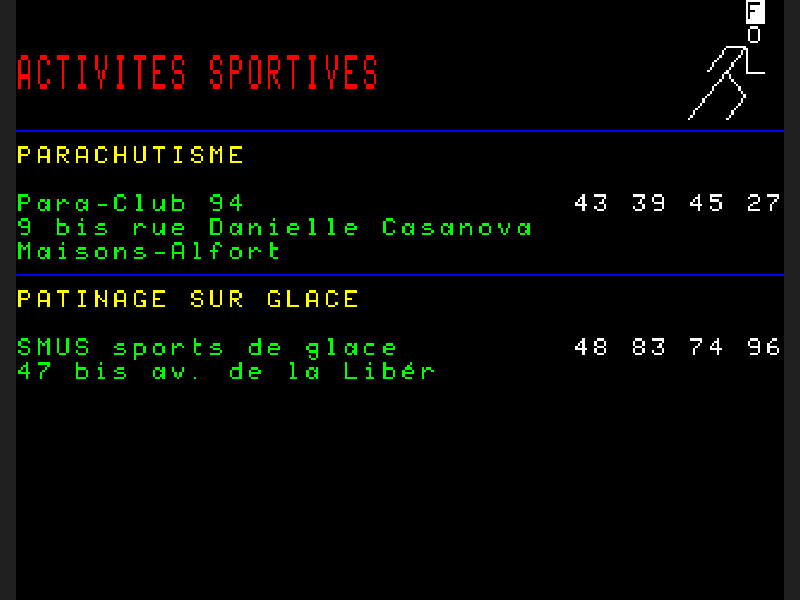 F
ACTIVITES SPORTIVES
PARACHUTISME
Para-Club 94 43 39 45 27
9 bis rue Danielle Casanova
Maisons-Alfort
PATINAGE SUR GLACE
SMUS sports de glace 48 83 74 96
47 bis av. de la Libér